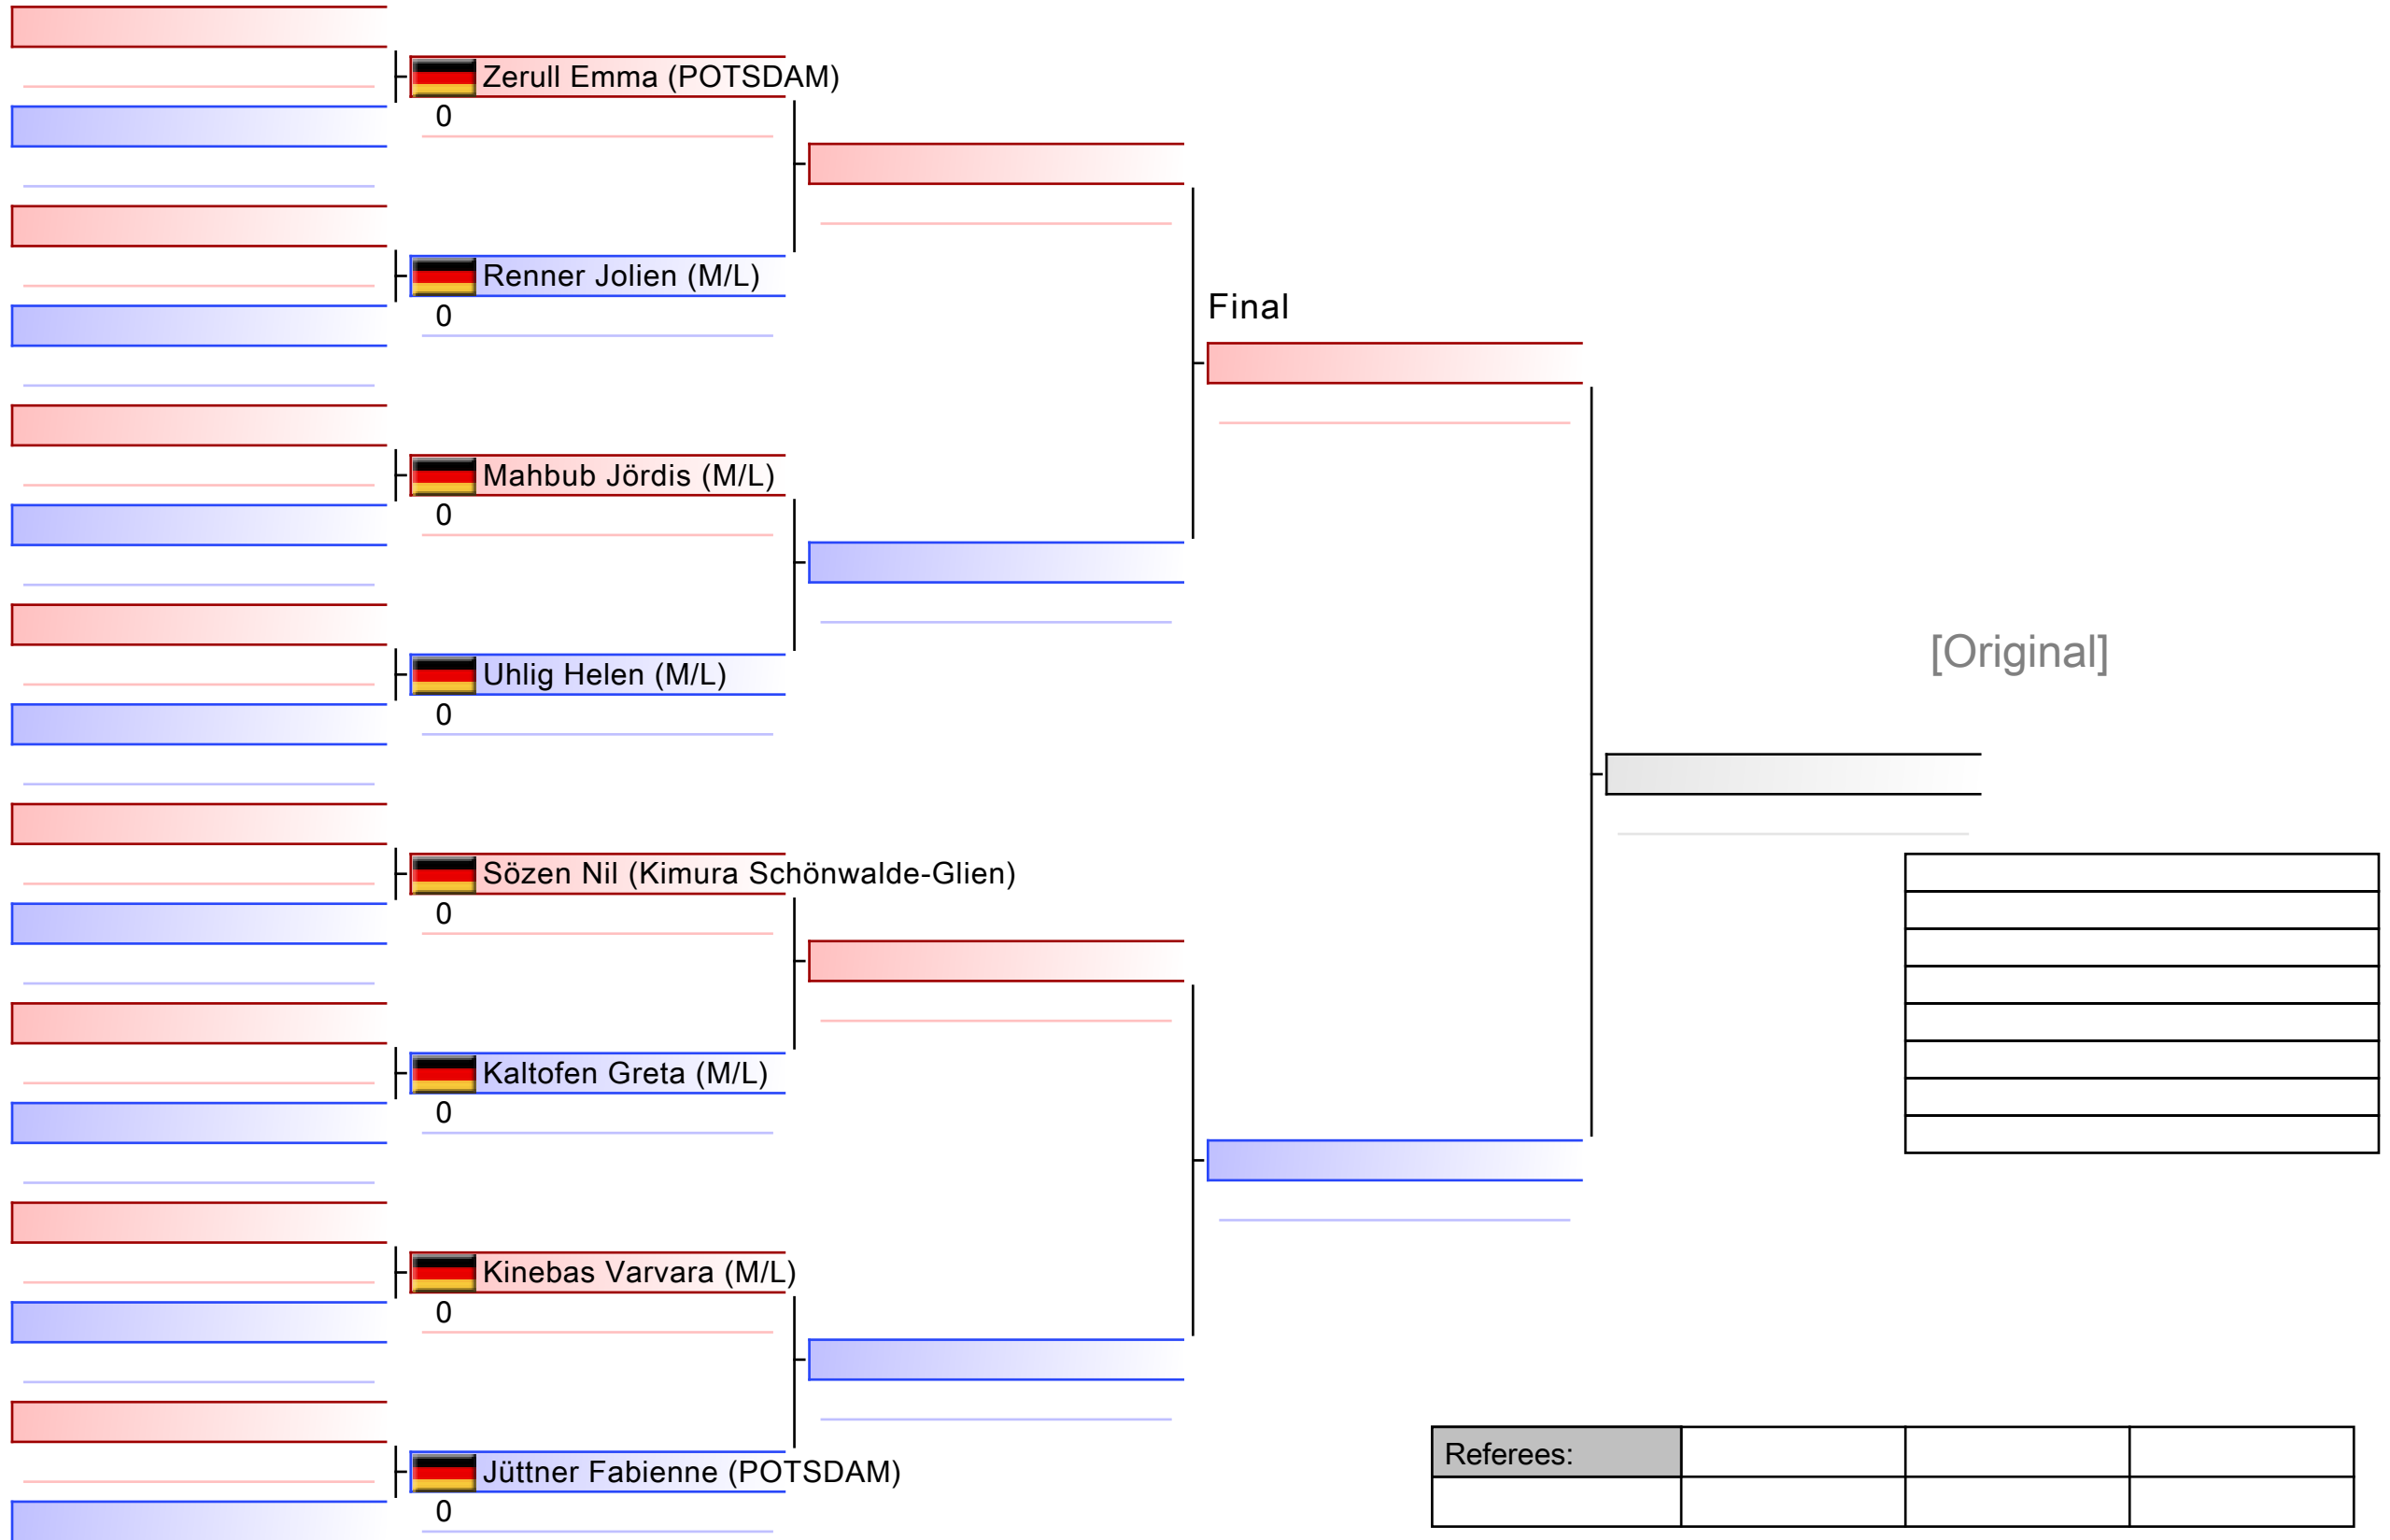 Zerull Emma (POTSDAM)
0
Renner Jolien (M/L)
0
Final
Mahbub Jördis (M/L)
0
Uhlig Helen (M/L)
0
[Original]
Sözen Nil (Kimura Schönwalde-Glien)
0
Kaltofen Greta (M/L)
0
Kinebas Varvara (M/L)
0
Jüttner Fabienne (POTSDAM)
0
Referees: